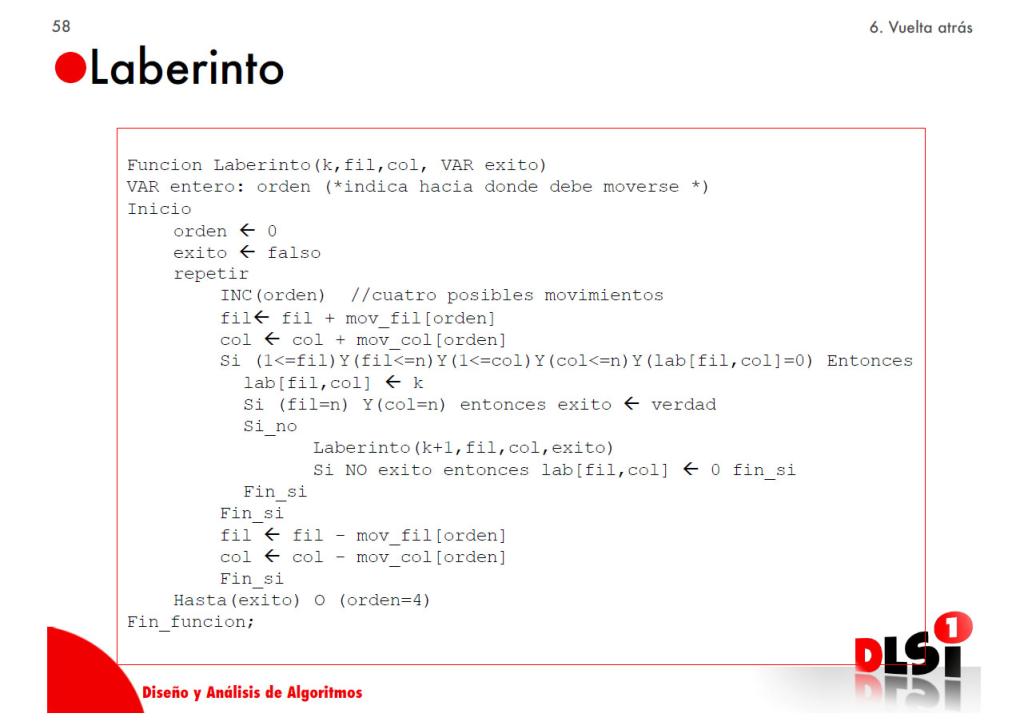 58
6. Vuelta atrás
Laberinto
Funcion Laberinto(k,fil,col, VAR exito)
VAR entero: orden (*indica hacia donde debe moverse *)
Inicio
orden ← 0
exito ← falso
repetir
INC(orden) //cuatro posibles movimientos
fil← fil + mov_fil[orden]
col ← col + mov_col[orden]
Si (1<=fil)Y(fil<=n)Y(1<=col)Y(col<=n)Y(lab[fil,col]=0) Entonces
lab[fil,col] ← k
Si (fil=n) Y(col=n) entonces exito ← verdad
Si_no
Laberinto(k+1,fil,col,exito)
Si NO exito entonces lab[fil,col] ← 0 fin_si
Fin_si
Fin_si
fil ← fil - mov_fil[orden]
col ← col - mov_col[orden]
Fin_si
Hasta(exito) O (orden=4)
Fin_funcion;
Diseño y Análisis de Algoritmos
DLSi 1